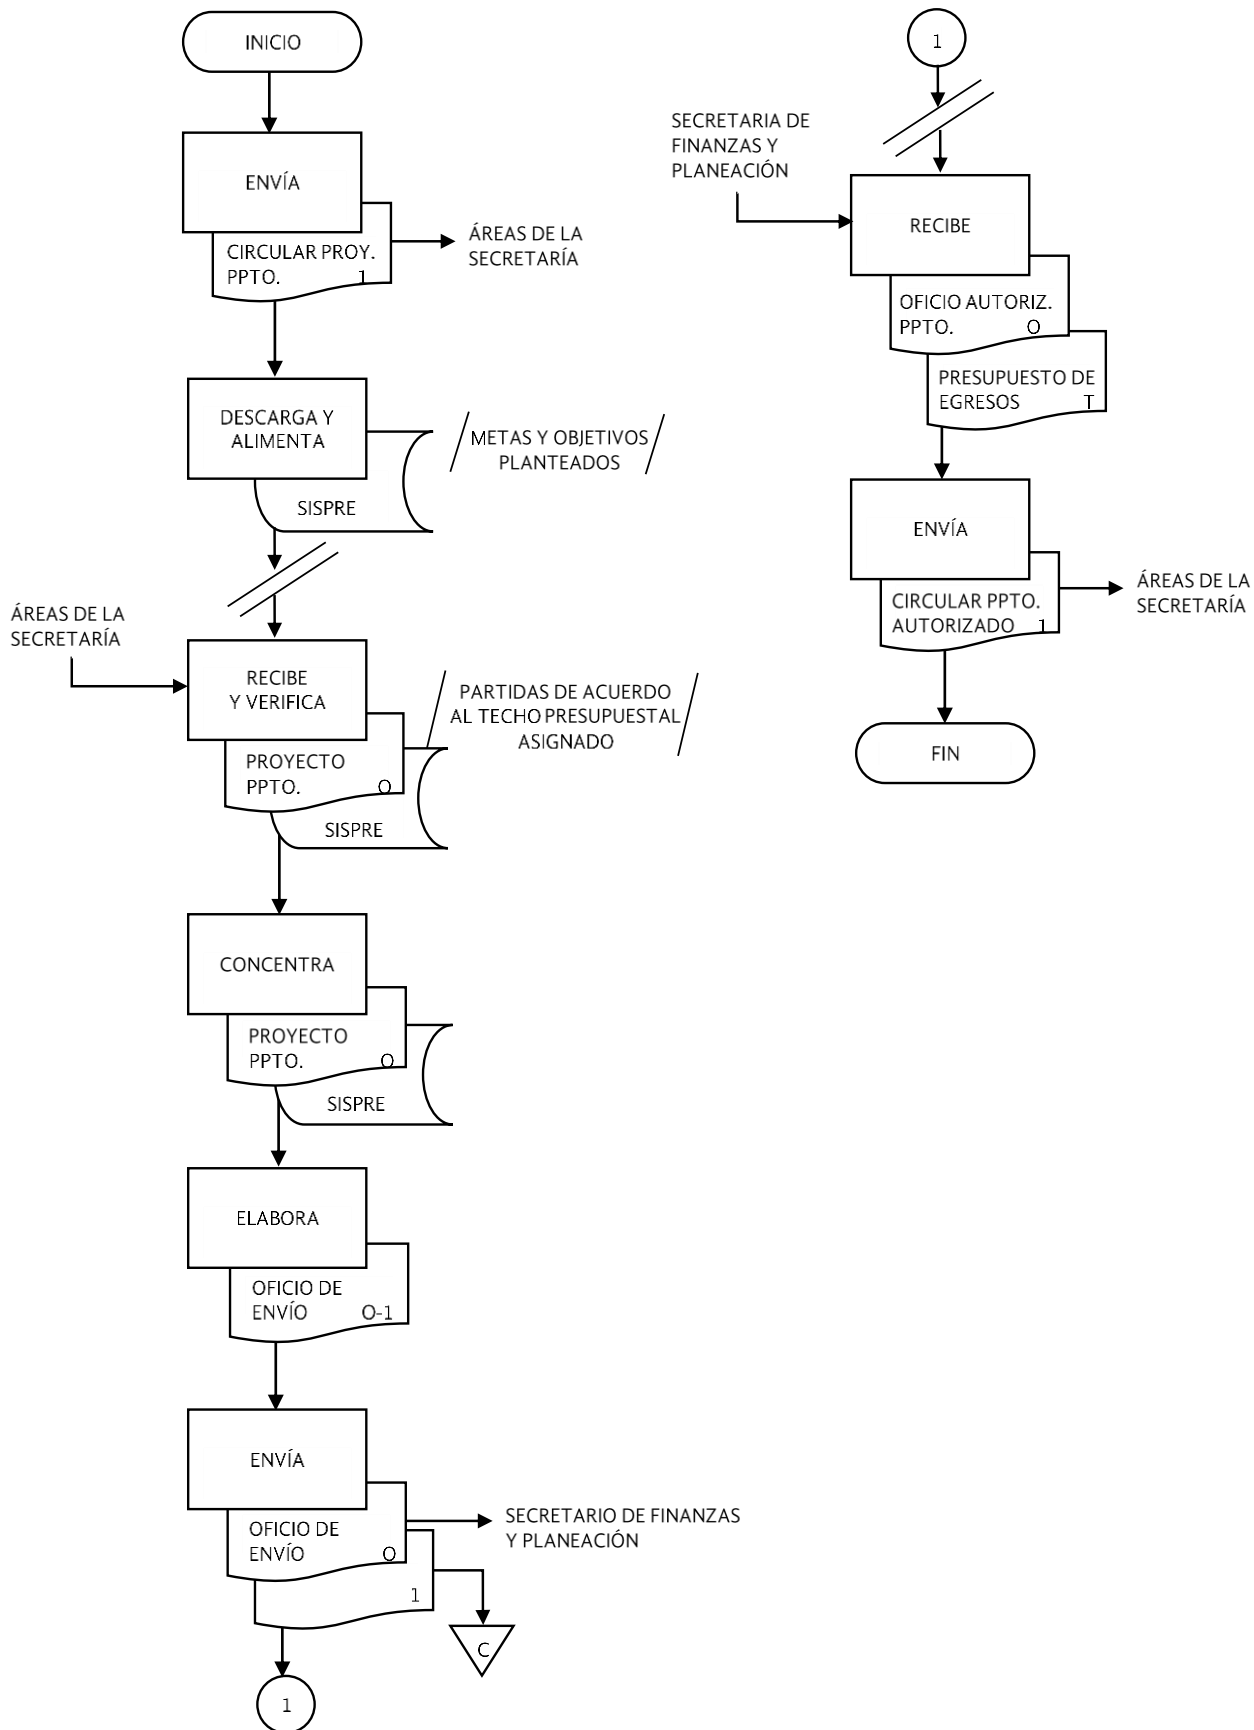 INICIO
ENVÍA
CIRCULAR PROY.
PPTO. 1
ÁREAS DE LA
SECRETARÍA
DESCARGA Y
ALIMENTA
SISPRE
METAS Y OBJETIVOS
PLANTEADOS
ÁREAS DE LA
SECRETARÍA
RECIBE
Y VERIFICA
PROYECTO
PPTO. O
SISPRE
PARTIDAS DE ACUERDO
AL TECHO PRESUPUESTAL
ASIGNADO
CONCENTRA
PROYECTO
PPTO. O
SISPRE
ELABORA
OFICIO DE
ENVÍO O-1
ENVÍA
OFICIO DE
ENVÍO O
1
SECRETARIO DE FINANZAS
Y PLANEACIÓN
C
1
1
SECRETARIA DE
FINANZAS Y
PLANEACIÓN
RECIBE
OFICIO AUTORIZ.
PPTO. O
PRESUPUESTO DE
EGRESOS T
ENVÍA
CIRCULAR PPTO.
AUTORIZADO 1
ÁREAS DE LA
SECRETARÍA
FIN